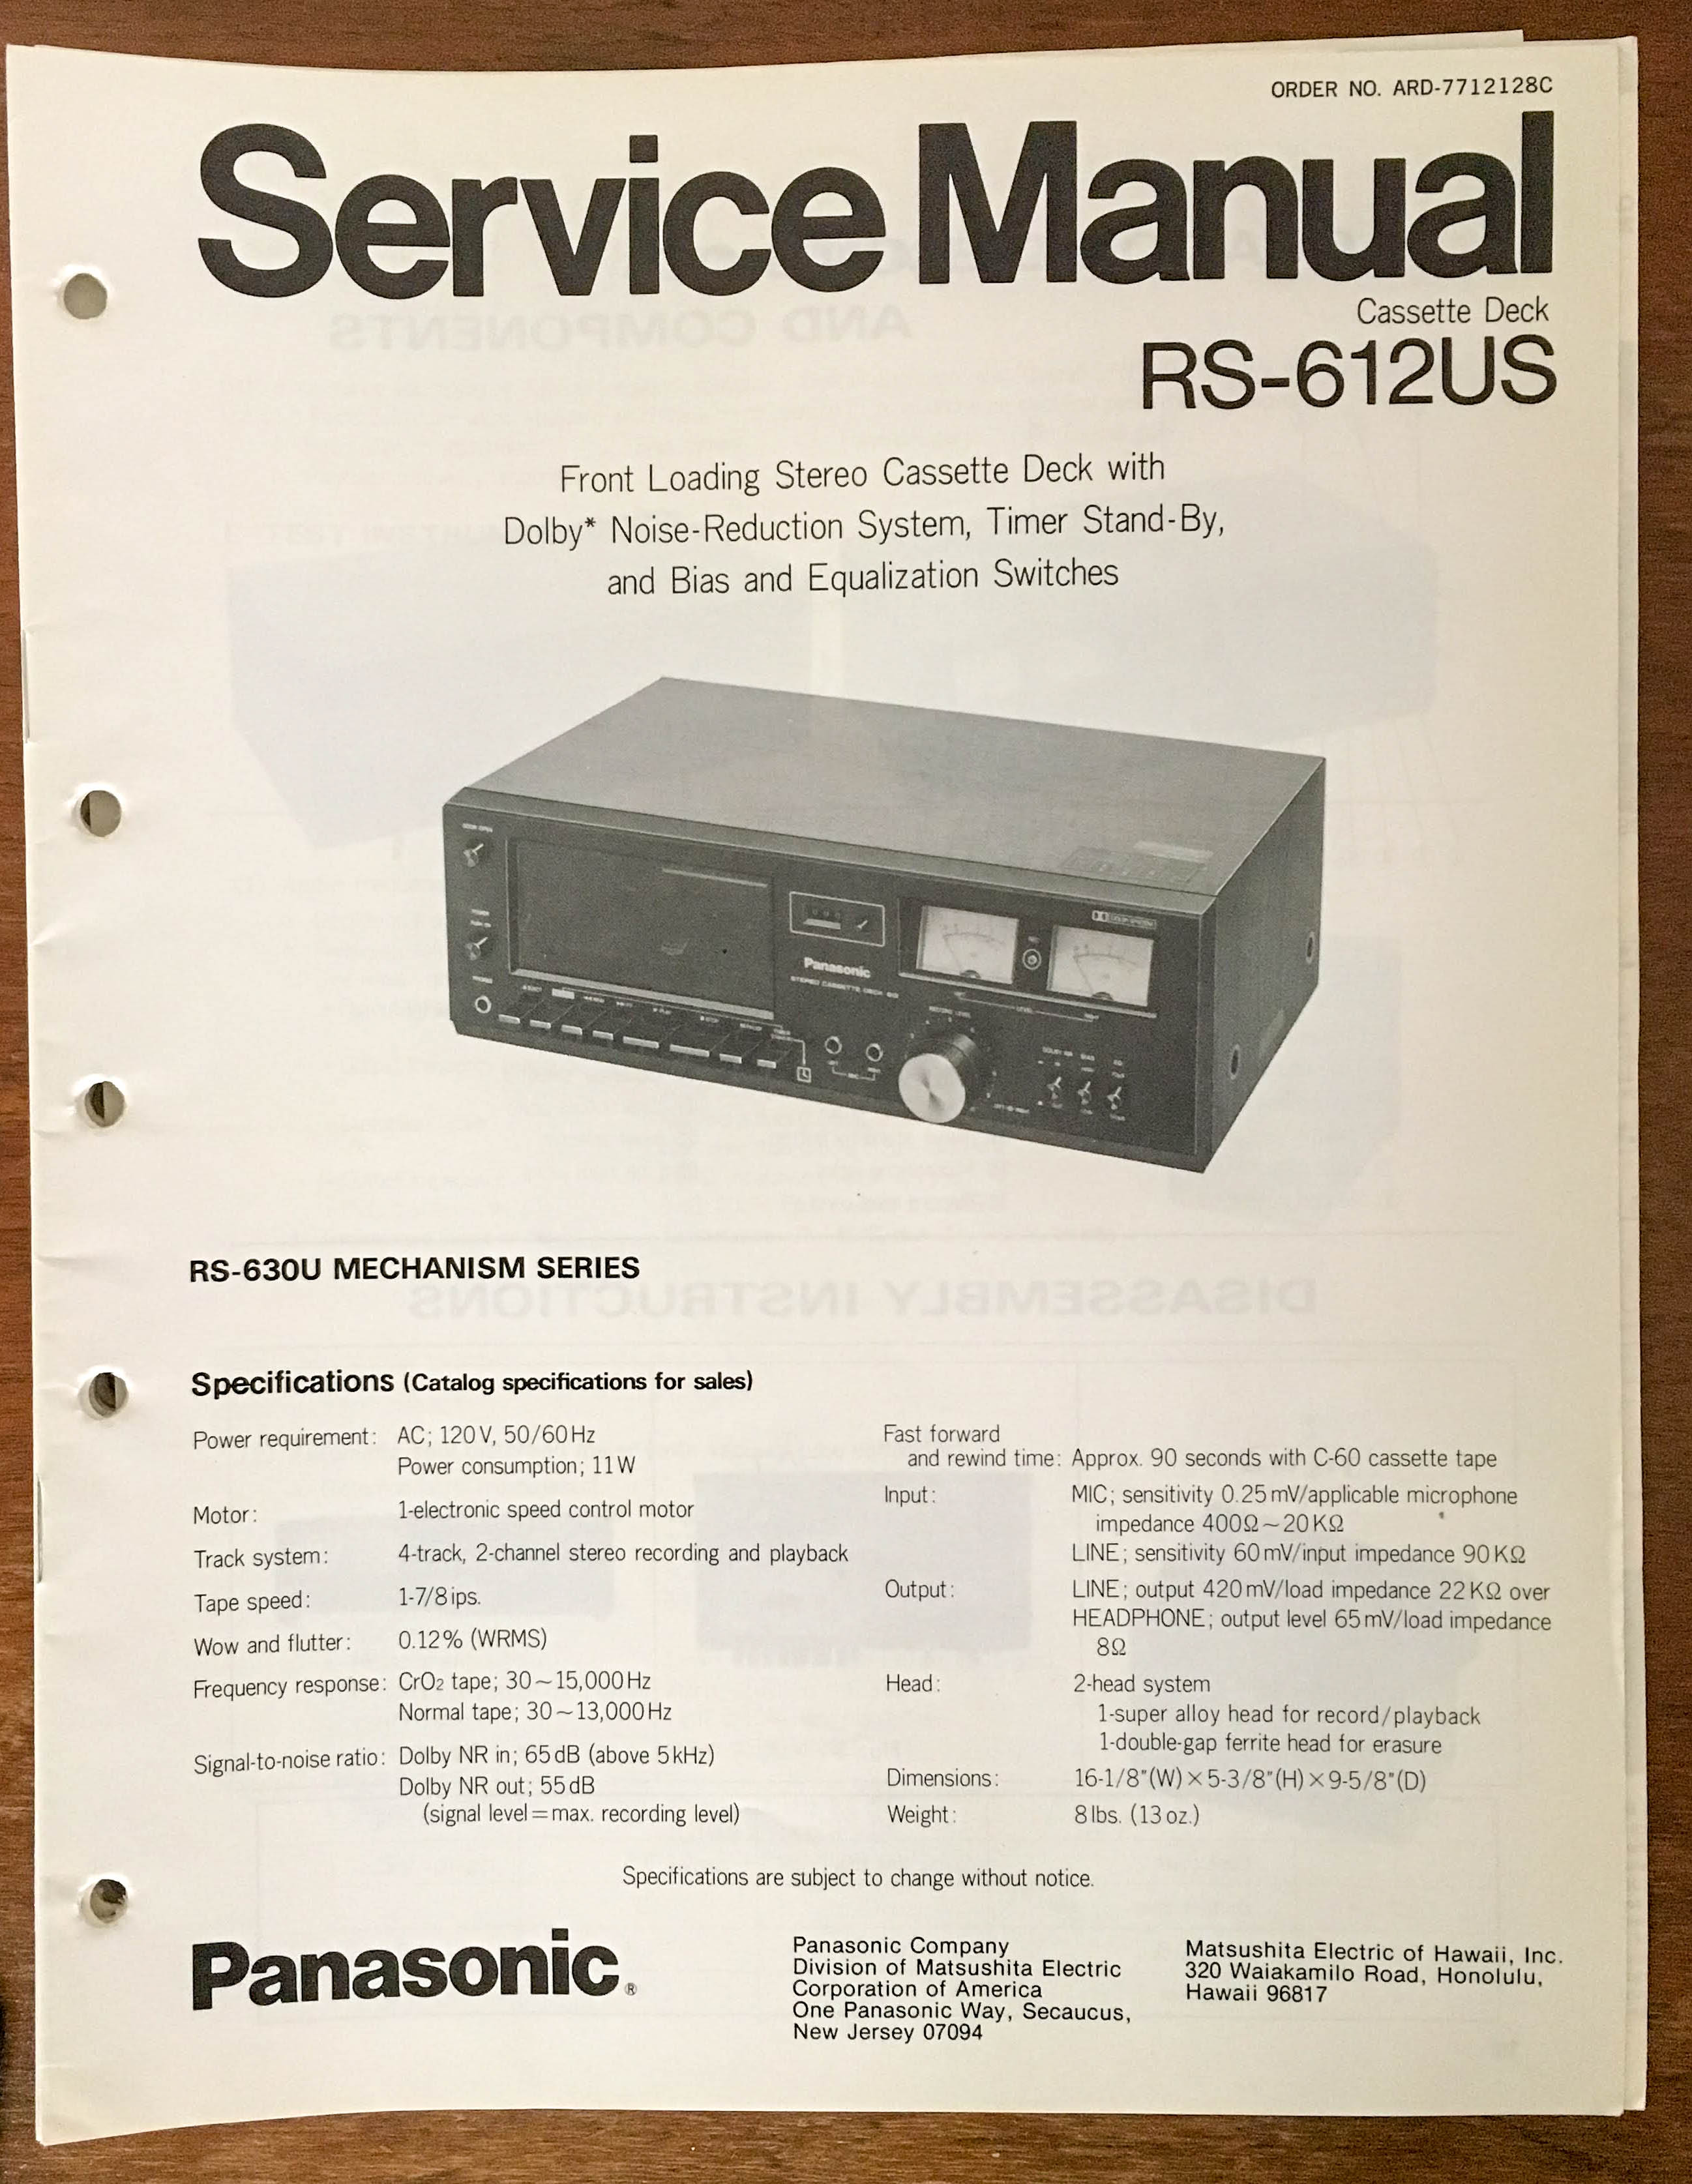 ORDER NO. ARD-7712128C
Service Manual
Cassette Deck
RS-612US
Front Loading Stereo Cassette Deck with
Dolby* Noise-Reduction System, Timer Stand-By,
and Bias and Equalization Switches
Panasonic
RS-630U MECHANISM SERIES
Specifications (Catalog specifications for sales)
Power requirement: AC; 120V, 50/60Hz
Power consumption; 11W
Motor: 1-electronic speed control motor
Track system: 4-track, 2-channel stereo recording and playback
Tape speed: 1-7/8ips.
Wow and flutter: 0.12% (WRMS)
Frequency response: CrO₂ tape; 30~15,000Hz
Normal tape; 30~13,000Hz
Signal-to-noise ratio: Dolby NR in; 65dB (above 5kHz)
Dolby NR out; 55dB
(signal level=max. recording level)
Fast forward
and rewind time: Approx. 90 seconds with C-60 cassette tape
Input: MIC; sensitivity 0.25mV/applicable microphone
impedance 400Ω~20KΩ
LINE; sensitivity 60mV/input impedance 90KΩ
Output: LINE; output 420mV/load impedance 22KΩ over
HEADPHONE; output level 65mV/load impedance
8Ω
Head: 2-head system
1-super alloy head for record/playback
1-double-gap ferrite head for erasure
Dimensions: 16-1/8"(W)×5-3/8"(H)×9-5/8"(D)
Weight: 8lbs. (13oz.)
Specifications are subject to change without notice.
Panasonic®
Panasonic Company
Division of Matsushita Electric
Corporation of America
One Panasonic Way, Secaucus,
New Jersey 07094
Matsushita Electric of Hawaii, Inc.
320 Waiakamilo Road, Honolulu,
Hawaii 96817